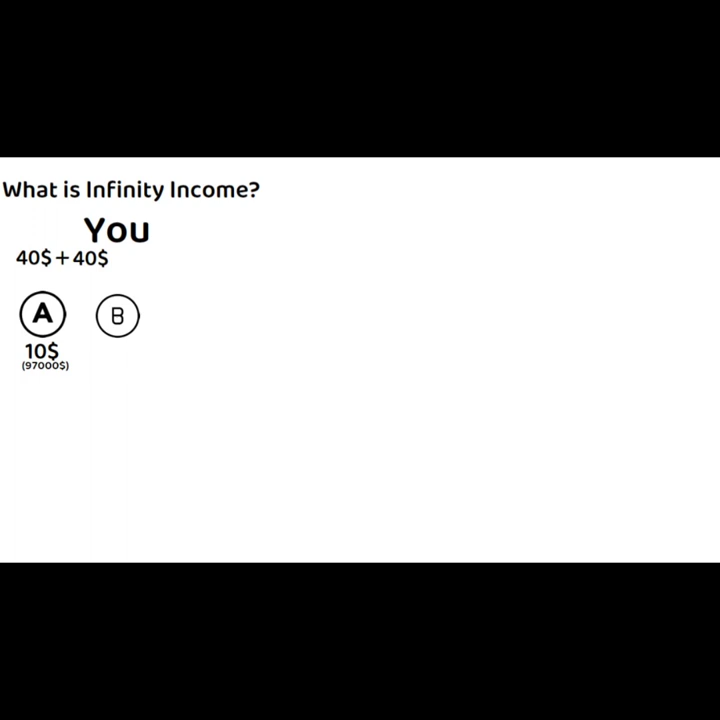 What is Infinity Income?
You
40$+40$
A B
10$
(97000$)